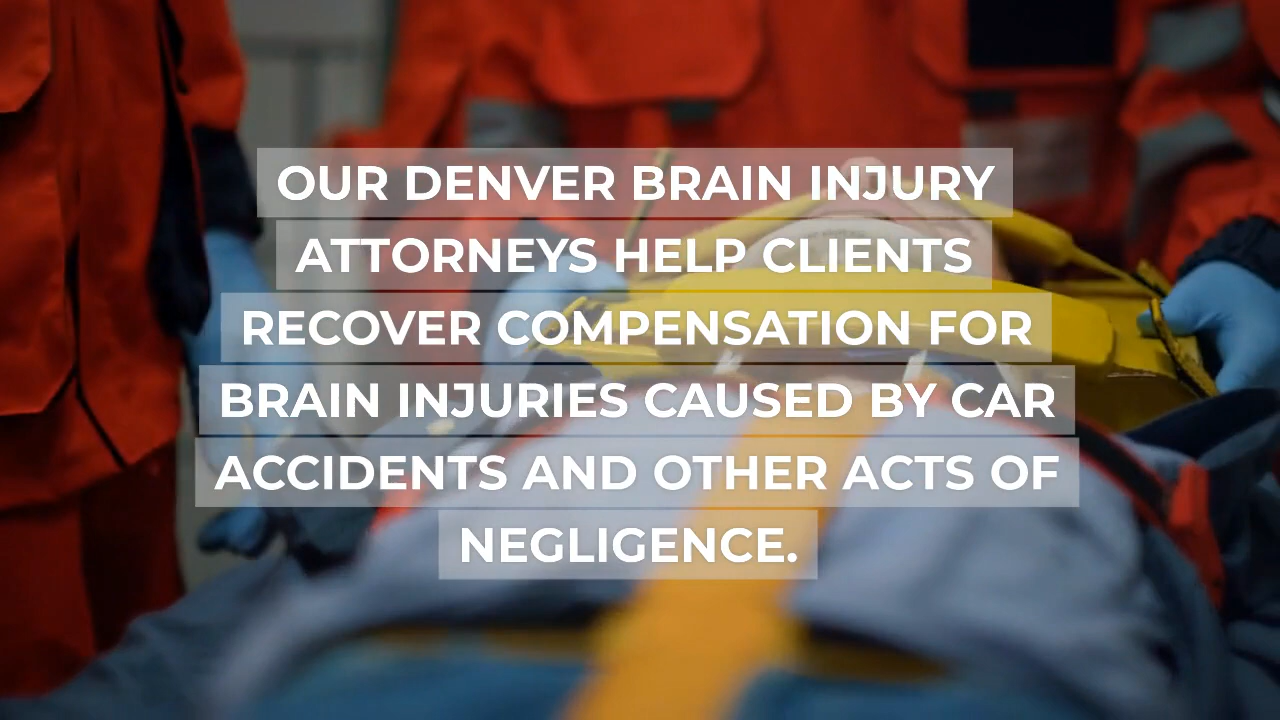 OUR DENVER BRAIN INJURY
ATTORNEYS HELP CLIENTS
RECOVER COMPENSATION FOR
BRAIN INJURIES CAUSED BY CAR
ACCIDENTS AND OTHER ACTS OF
NEGLIGENCE.